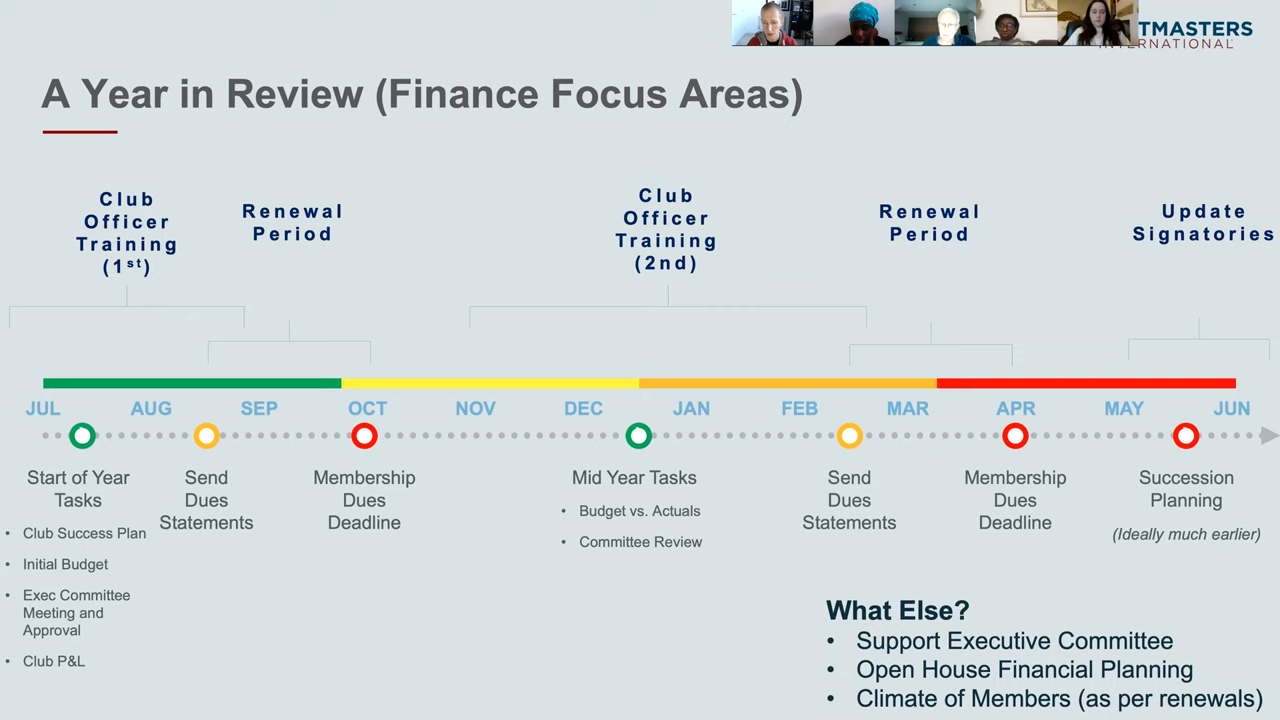 TMASTERS
INTERNATIONAL
A Year in Review (Finance Focus Areas)
Club
Officer
Training
(1st)
Renewal
Period
Club
Officer
Training
(2nd)
Renewal
Period
Update
Signatories
JUL AUG SEP OCT NOV DEC JAN FEB MAR APR MAY JUN
Start of Year
Tasks
• Club Success Plan
• Initial Budget
• Exec Committee
Meeting and
Approval
• Club P&L
Send
Dues
Statements
Membership
Dues
Deadline
Mid Year Tasks
• Budget vs. Actuals
• Committee Review
Send
Dues
Statements
Membership
Dues
Deadline
Succession
Planning
(Ideally much earlier)
What Else?
• Support Executive Committee
• Open House Financial Planning
• Climate of Members (as per renewals)